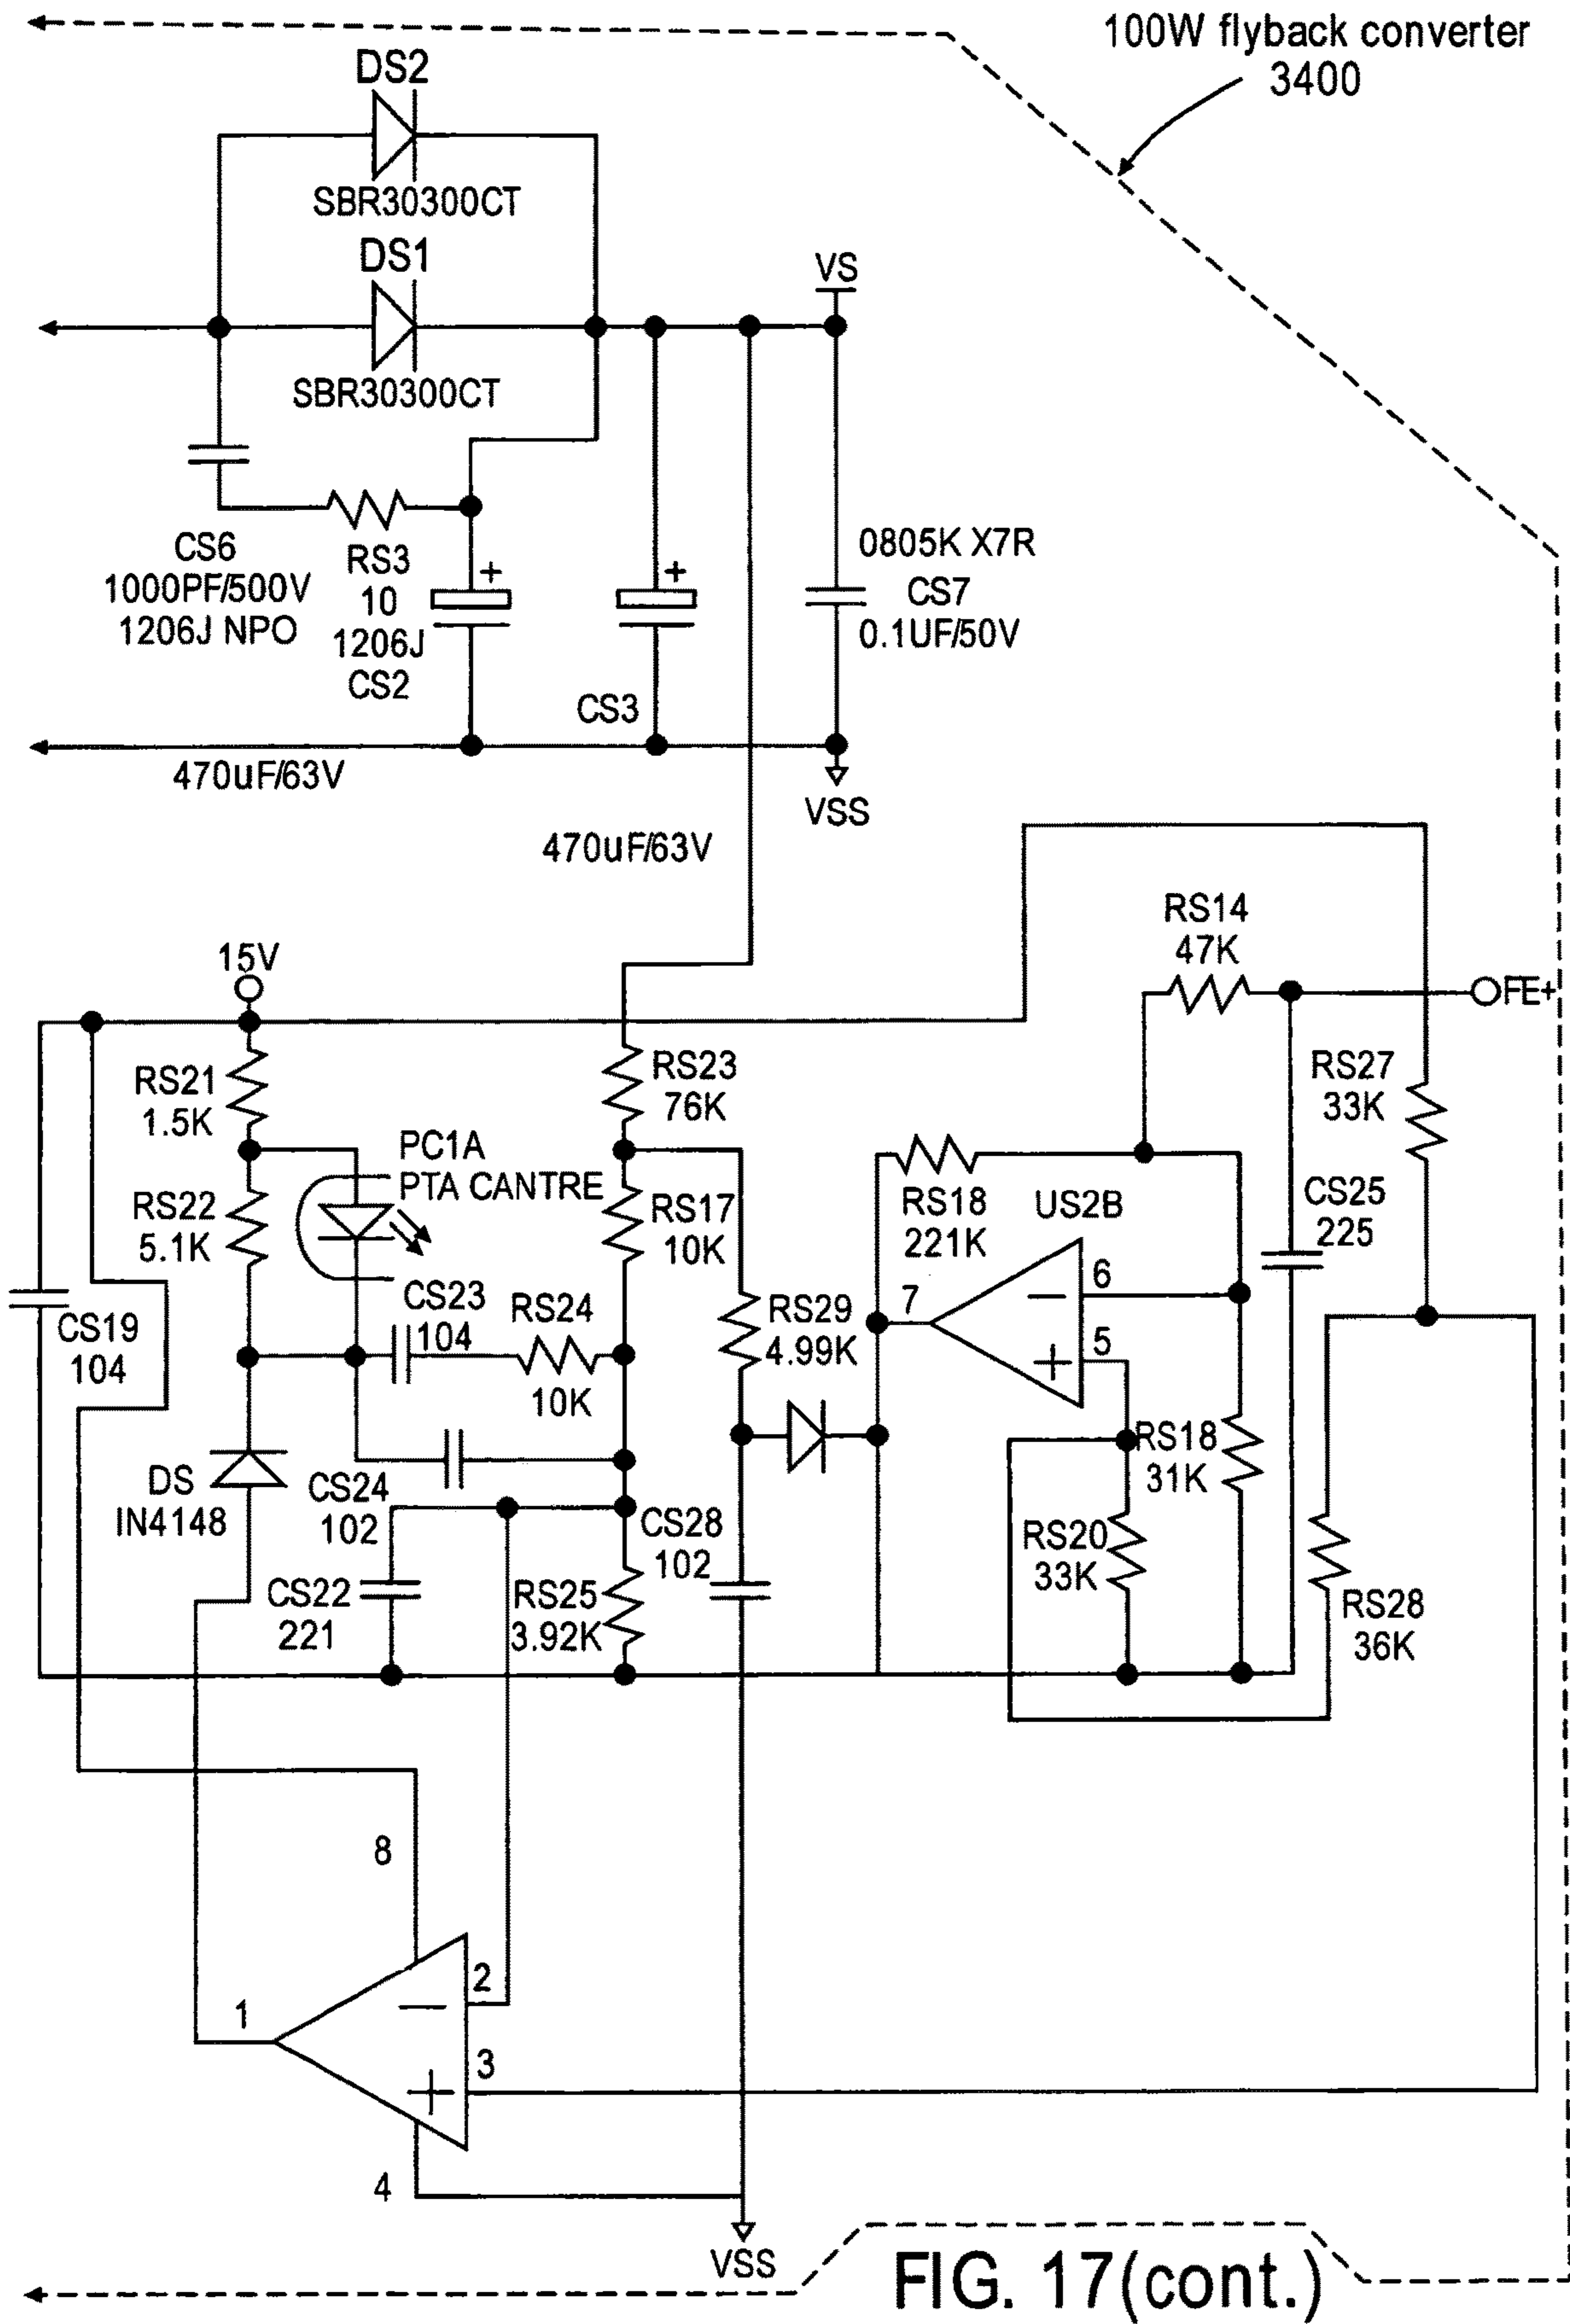 100W flyback converter
3400
DS2
SBR30300CT
DS1
SBR30300CT
VS
CS6
1000PF/500V
1206J NPO
RS3
10
1206J
CS2
+
+
CS3
0805K X7R
CS7
0.1UF/50V
470uF/63V
VSS
470uF/63V
RS14
47K
FE+
15V
RS21
1.5K
RS23
76K
RS27
33K
PC1A
PTA CANTRE
RS22
5.1K
RS17
10K
RS18
221K
US2B
CS25
225
CS19
104
CS23
104
RS24
10K
RS29
4.99K
7
6
5
−
+
DS
IN4148
CS24
102
CS28
102
RS18
31K
CS22
221
RS25
3.92K
RS20
33K
RS28
36K
8
1
2
3
−
+
4
VSS
FIG. 17(cont.)